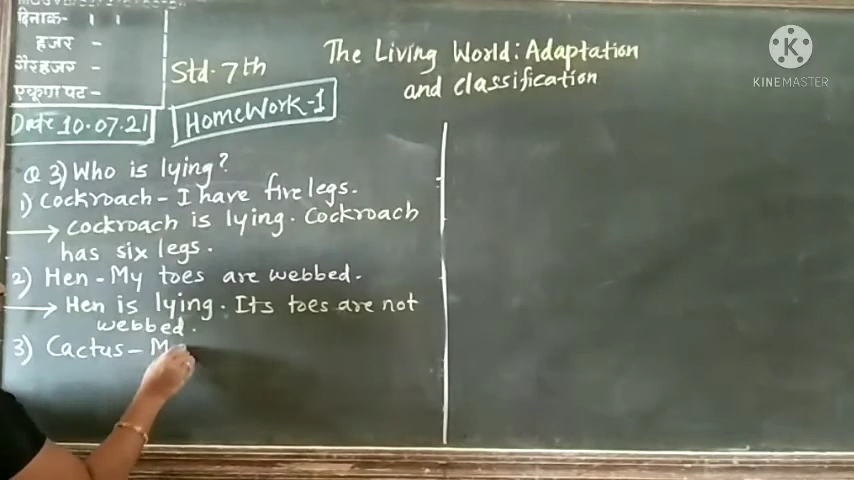 दिनांक-
हजर -
गैरहजर -
एकूण पट -
Date 10.07.21
Std. 7th
HomeWork-1
The Living World: Adaptation
and classification
Q 3) Who is lying?
1) Cockroach - I have five legs.
→ Cockroach is lying. Cockroach
has six legs.
2) Hen - My toes are webbed.
→ Hen is lying. Its toes are not
webbed.
3) Cactus - M
K
KINEMASTER